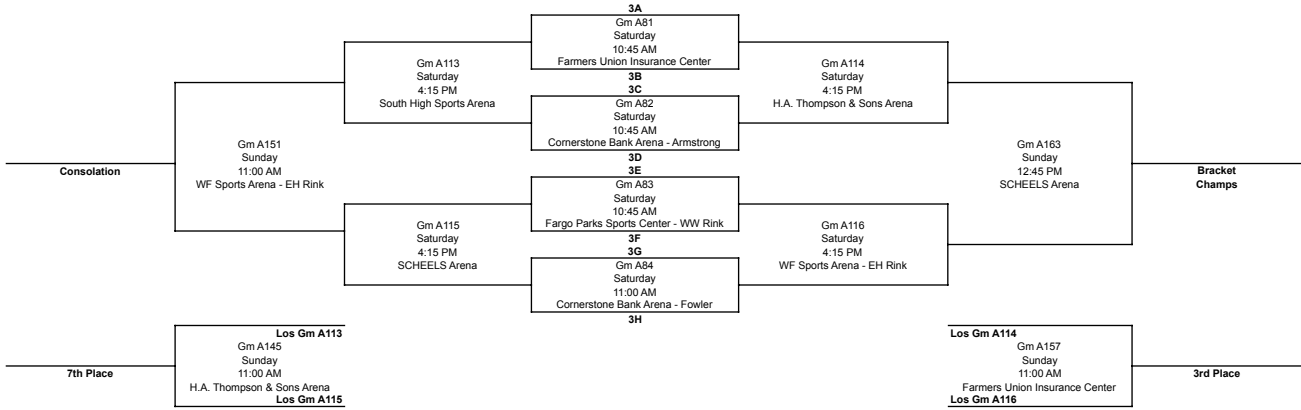 3A
Gm A81
Saturday
10:45 AM
Farmers Union Insurance Center
3B
Gm A113
Saturday
4:15 PM
South High Sports Arena
Gm A114
Saturday
4:15 PM
H.A. Thompson & Sons Arena
3C
Gm A82
Saturday
10:45 AM
Cornerstone Bank Arena - Armstrong
3D
Consolation
Gm A151
Sunday
11:00 AM
WF Sports Arena - EH Rink
Gm A163
Sunday
12:45 PM
SCHEELS Arena
Bracket
Champs
3E
Gm A83
Saturday
10:45 AM
Fargo Parks Sports Center - WW Rink
3F
Gm A115
Saturday
4:15 PM
SCHEELS Arena
Gm A116
Saturday
4:15 PM
WF Sports Arena - EH Rink
3G
Gm A84
Saturday
11:00 AM
Cornerstone Bank Arena - Fowler
3H
Los Gm A113
Gm A145
Sunday
11:00 AM
H.A. Thompson & Sons Arena
Los Gm A115
7th Place
Los Gm A114
Gm A157
Sunday
11:00 AM
Farmers Union Insurance Center
Los Gm A116
3rd Place